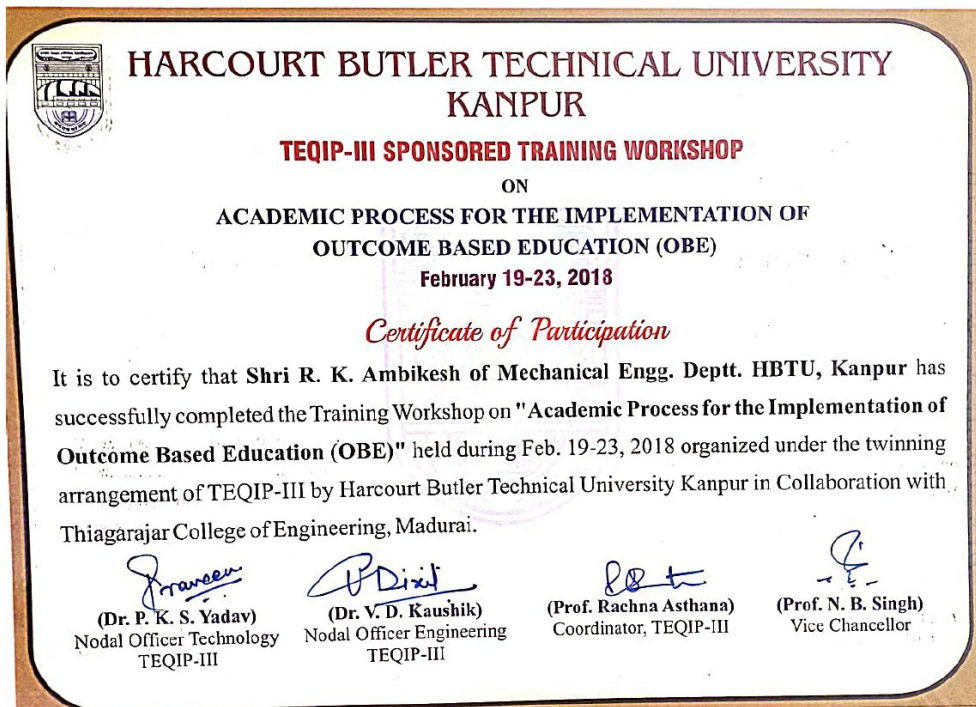 HARCOURT BUTLER TECHNICAL UNIVERSITY
KANPUR
TEQIP-III SPONSORED TRAINING WORKSHOP
ON
ACADEMIC PROCESS FOR THE IMPLEMENTATION OF
OUTCOME BASED EDUCATION (OBE)
February 19-23, 2018
Certificate of Participation
It is to certify that Shri R. K. Ambikesh of Mechanical Engg. Deptt. HBTU, Kanpur has
successfully completed the Training Workshop on "Academic Process for the Implementation of
Outcome Based Education (OBE)" held during Feb. 19-23, 2018 organized under the twinning
arrangement of TEQIP-III by Harcourt Butler Technical University Kanpur in Collaboration with
Thiagarajar College of Engineering, Madurai.
Praveen
(Dr. P. K. S. Yadav)
Nodal Officer Technology
TEQIP-III
VDixit
(Dr. V. D. Kaushik)
Nodal Officer Engineering
TEQIP-III
(Prof. Rachna Asthana)
Coordinator, TEQIP-III
(Prof. N. B. Singh)
Vice Chancellor